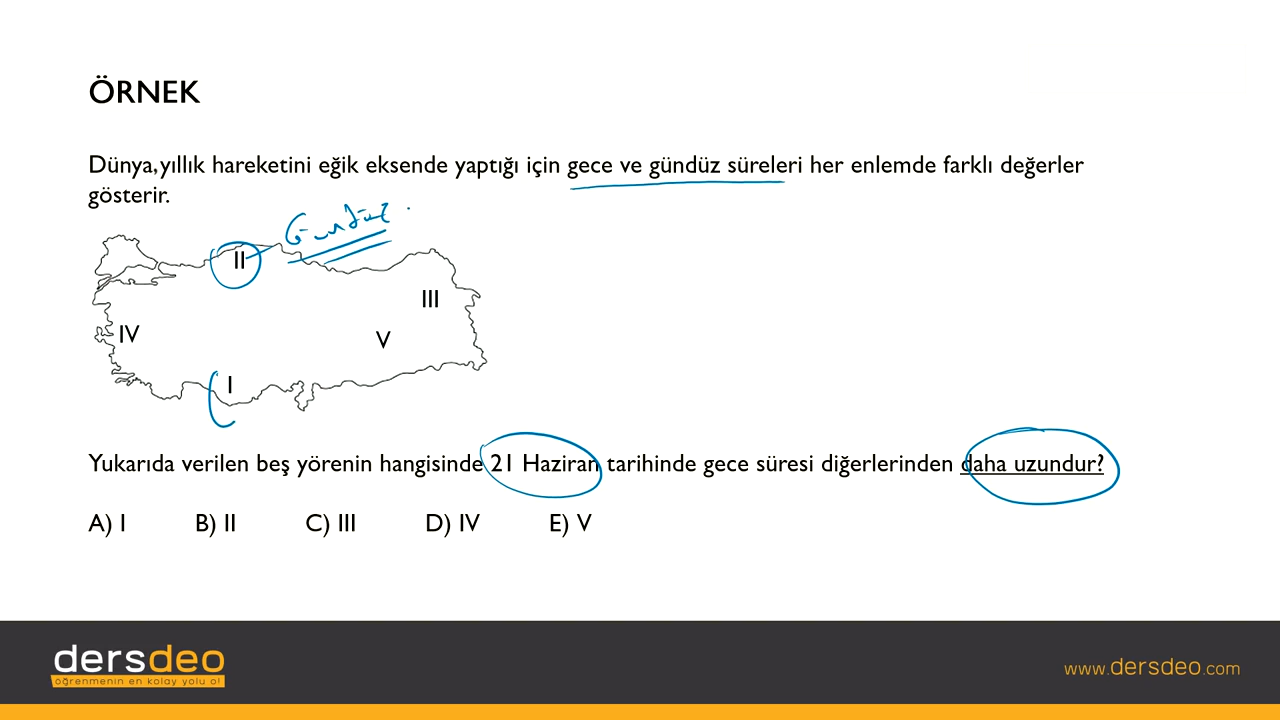 ÖRNEK
Dünya, yıllık hareketini eğik eksende yaptığı için gece ve gündüz süreleri her enlemde farklı değerler
gösterir.
Gündüz
II
III
IV
V
I
Yukarıda verilen beş yörenin hangisinde 21 Haziran tarihinde gece süresi diğerlerinden daha uzundur?
A) I B) II C) III D) IV E) V
dersdeo
öğrenmenin en kolay yolu o!
www.dersdeo.com